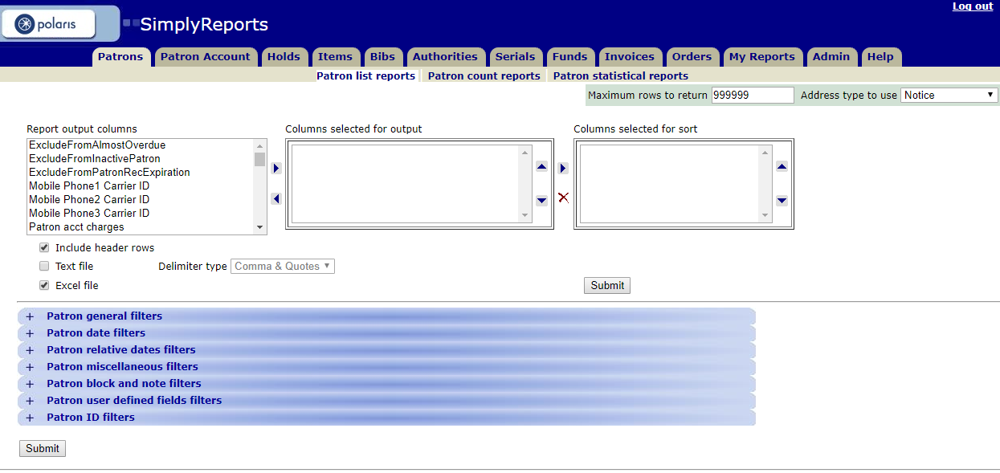 Log out
polaris
SimplyReports
Patrons Patron Account Holds Items Bibs Authorities Serials Funds Invoices Orders My Reports Admin Help
Patron list reports Patron count reports Patron statistical reports
Maximum rows to return 999999 Address type to use Notice
Report output columns Columns selected for output Columns selected for sort
ExcludeFromAlmostOverdue
ExcludeFromInactivePatron
ExcludeFromPatronRecExpiration
Mobile Phone1 Carrier ID
Mobile Phone2 Carrier ID
Mobile Phone3 Carrier ID
Patron acct charges
Include header rows
Text file Delimiter type Comma & Quotes
Excel file Submit
+ Patron general filters
+ Patron date filters
+ Patron relative dates filters
+ Patron miscellaneous filters
+ Patron block and note filters
+ Patron user defined fields filters
+ Patron ID filters
Submit